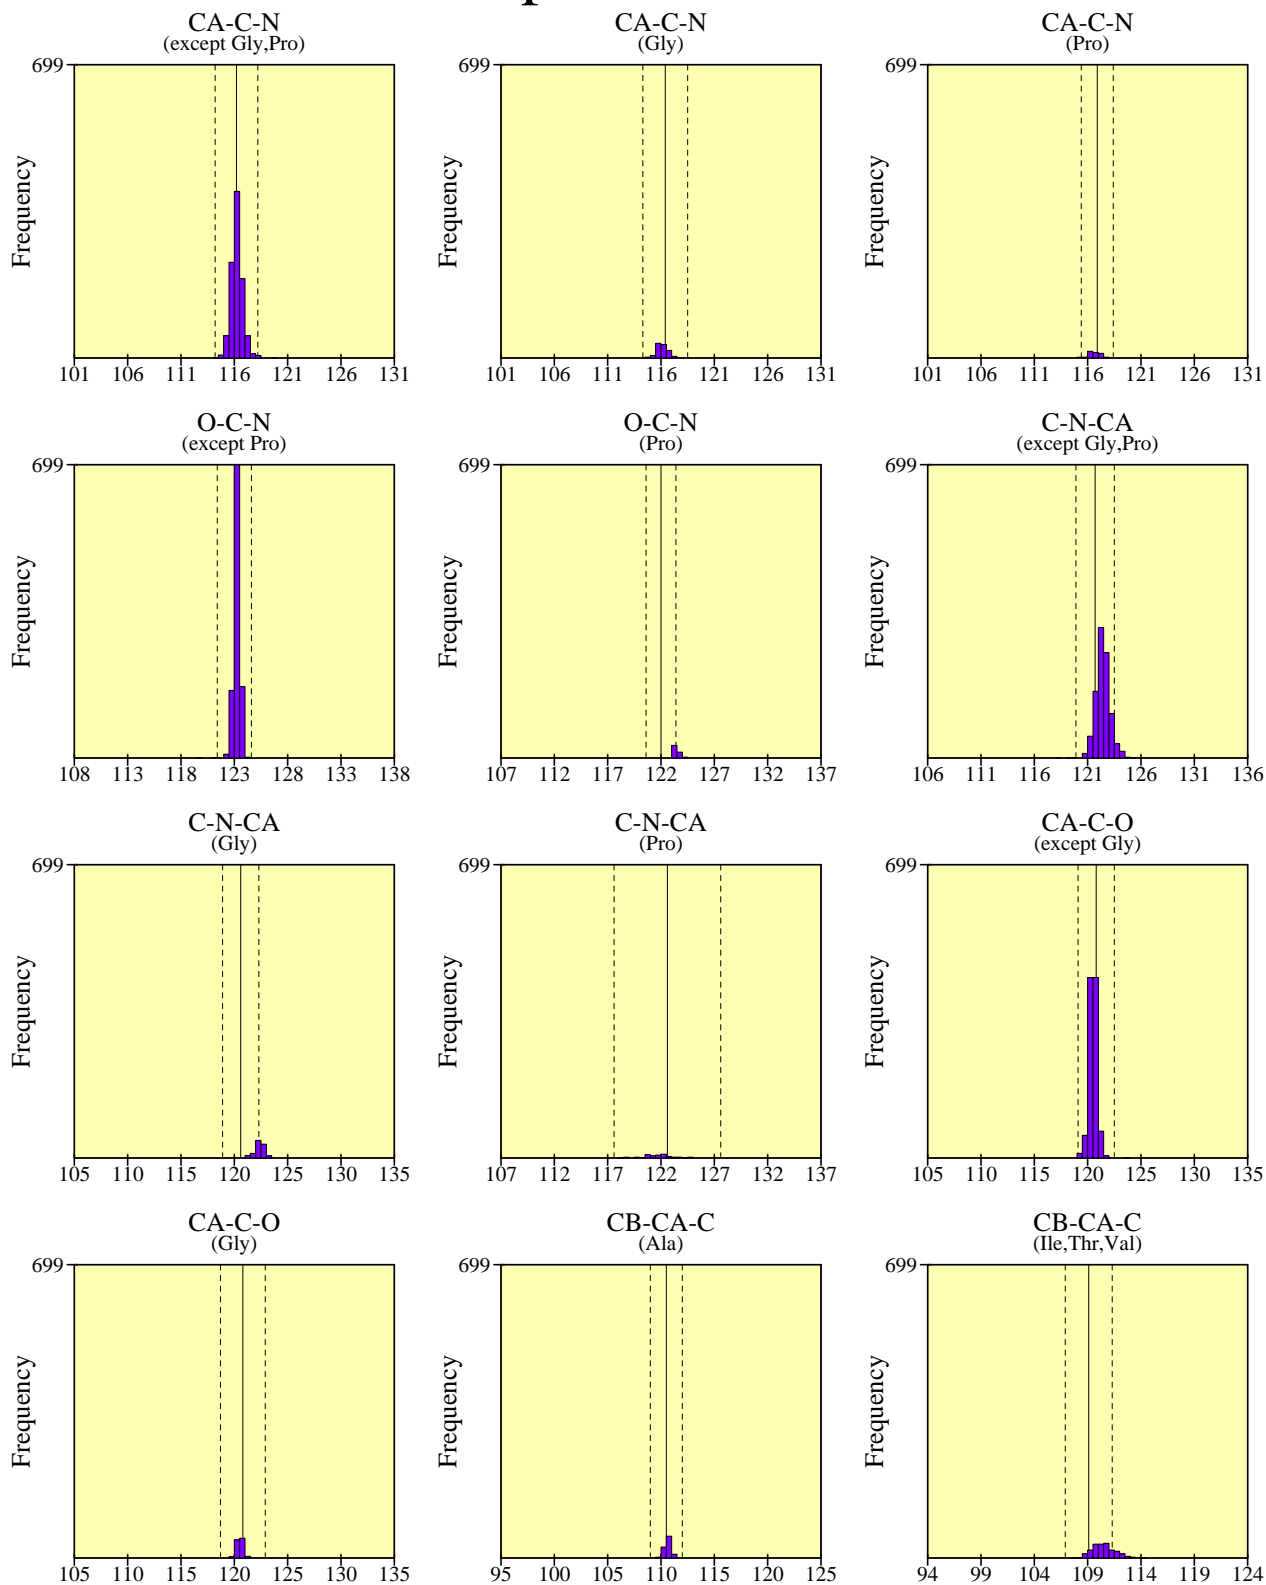 CA-C-N
(except Gly,Pro)
699
Frequency
101 106 111 116 121 126 131
CA-C-N
(Gly)
699
Frequency
101 106 111 116 121 126 131
CA-C-N
(Pro)
699
Frequency
101 106 111 116 121 126 131
O-C-N
(except Pro)
699
Frequency
108 113 118 123 128 133 138
O-C-N
(Pro)
699
Frequency
107 112 117 122 127 132 137
C-N-CA
(except Gly,Pro)
699
Frequency
106 111 116 121 126 131 136
C-N-CA
(Gly)
699
Frequency
105 110 115 120 125 130 135
C-N-CA
(Pro)
699
Frequency
107 112 117 122 127 132 137
CA-C-O
(except Gly)
699
Frequency
105 110 115 120 125 130 135
CA-C-O
(Gly)
699
Frequency
105 110 115 120 125 130 135
CB-CA-C
(Ala)
699
Frequency
95 100 105 110 115 120 125
CB-CA-C
(Ile,Thr,Val)
699
Frequency
94 99 104 109 114 119 124